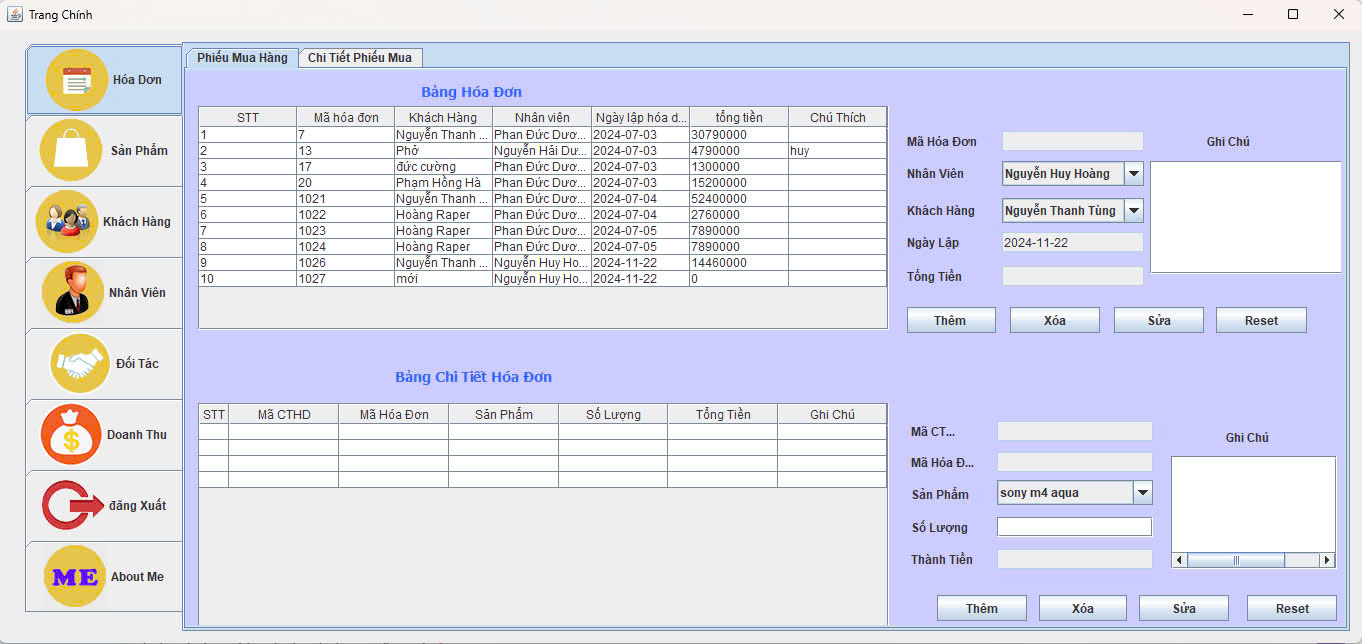 Trang Chính
Hóa Dơn
Sản Phẩm
Khách Hàng
Nhân Viên
Đối Tác
Doanh Thu
đăng Xuất
ME About Me
Phiếu Mua Hàng Chi Tiết Phiếu Mua
Bảng Hóa Đơn
STT Mã hóa đơn Khách Hàng Nhân viên Ngày lập hóa d... tổng tiền Chú Thích
1 7 Nguyễn Thanh ... Phan Đức Dươ... 2024-07-03 30790000
2 13 Phở Nguyễn Hải Dư... 2024-07-03 4790000 huy
3 17 đức cường Phan Đức Dươ... 2024-07-03 1300000
4 20 Phạm Hồng Hà Phan Đức Dươ... 2024-07-03 15200000
5 1021 Nguyễn Thanh ... Phan Đức Dươ... 2024-07-04 52400000
6 1022 Hoàng Raper Phan Đức Dươ... 2024-07-04 2760000
7 1023 Hoàng Raper Phan Đức Dươ... 2024-07-05 7890000
8 1024 Hoàng Raper Phan Đức Dươ... 2024-07-05 7890000
9 1026 Nguyễn Thanh ... Nguyễn Huy Ho... 2024-11-22 14460000
10 1027 mới Nguyễn Huy Ho... 2024-11-22 0
Mã Hóa Đơn
Ghi Chú
Nhân Viên Nguyễn Huy Hoàng
Khách Hàng Nguyễn Thanh Tùng
Ngày Lập 2024-11-22
Tổng Tiền
Thêm Xóa Sửa Reset
Bảng Chi Tiết Hóa Đơn
STT Mã CTHD Mã Hóa Đơn Sản Phẩm Số Lượng Tổng Tiền Ghi Chú
Mã CT...
Ghi Chú
Mã Hóa Đ...
Sản Phẩm sony m4 aqua
Số Lượng
Thành Tiền
Thêm Xóa Sửa Reset